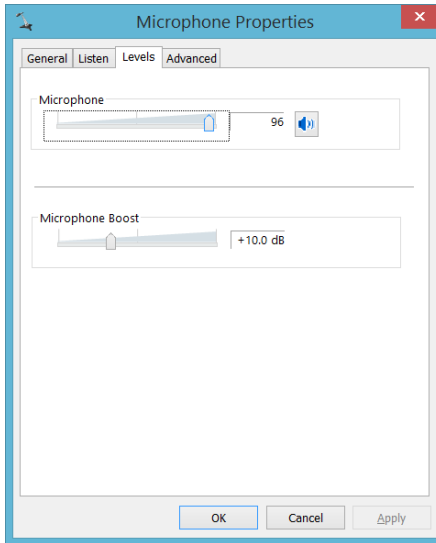 Microphone Properties
General Listen Levels Advanced
Microphone
96
Microphone Boost
+10.0 dB
OK Cancel Apply